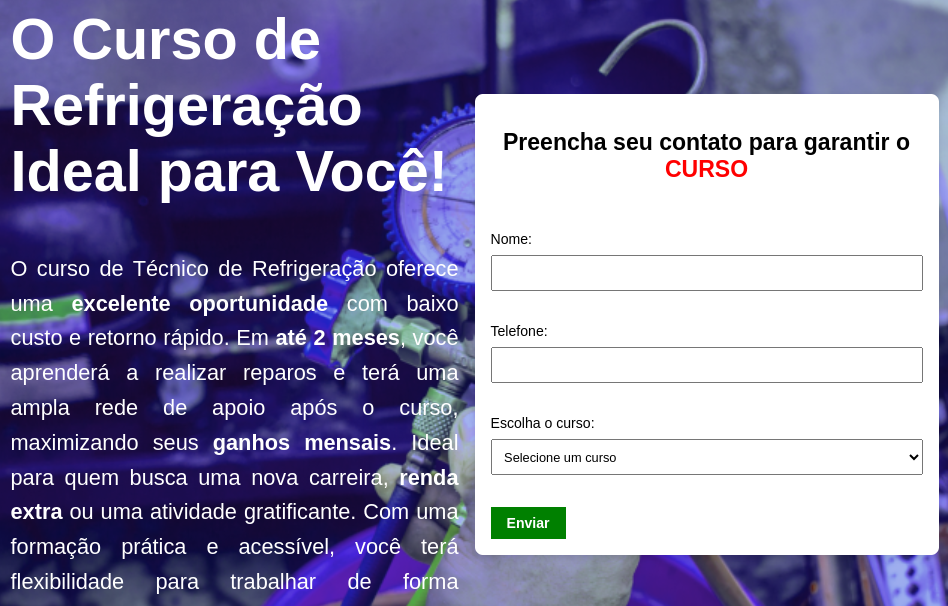 O Curso de
Refrigeração
Ideal para Você!
O curso de Técnico de Refrigeração oferece
uma excelente oportunidade com baixo
custo e retorno rápido. Em até 2 meses, você
aprenderá a realizar reparos e terá uma
ampla rede de apoio após o curso,
maximizando seus ganhos mensais. Ideal
para quem busca uma nova carreira, renda
extra ou uma atividade gratificante. Com uma
formação prática e acessível, você terá
flexibilidade para trabalhar de forma
Preencha seu contato para garantir o
CURSO
Nome:
Telefone:
Escolha o curso:
Selecione um curso
Enviar